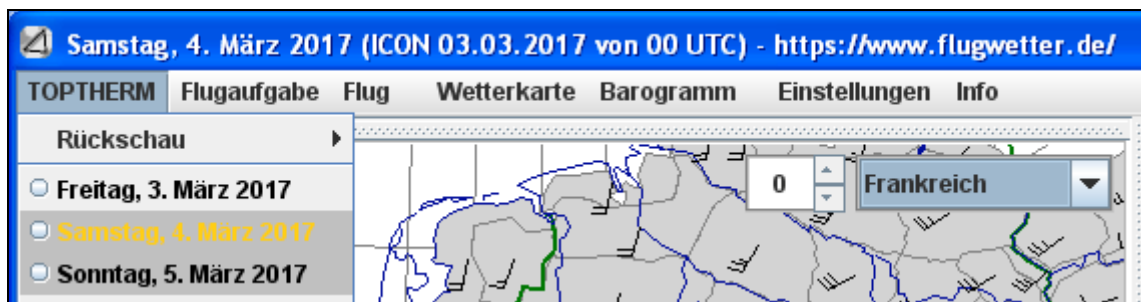 Samstag, 4. März 2017 (ICON 03.03.2017 von 00 UTC) - https://www.flugwetter.de/
TOPTHERM Flugaufgabe Flug Wetterkarte Barogramm Einstellungen Info
Rückschau
0 Frankreich
Freitag, 3. März 2017
Samstag, 4. März 2017
Sonntag, 5. März 2017